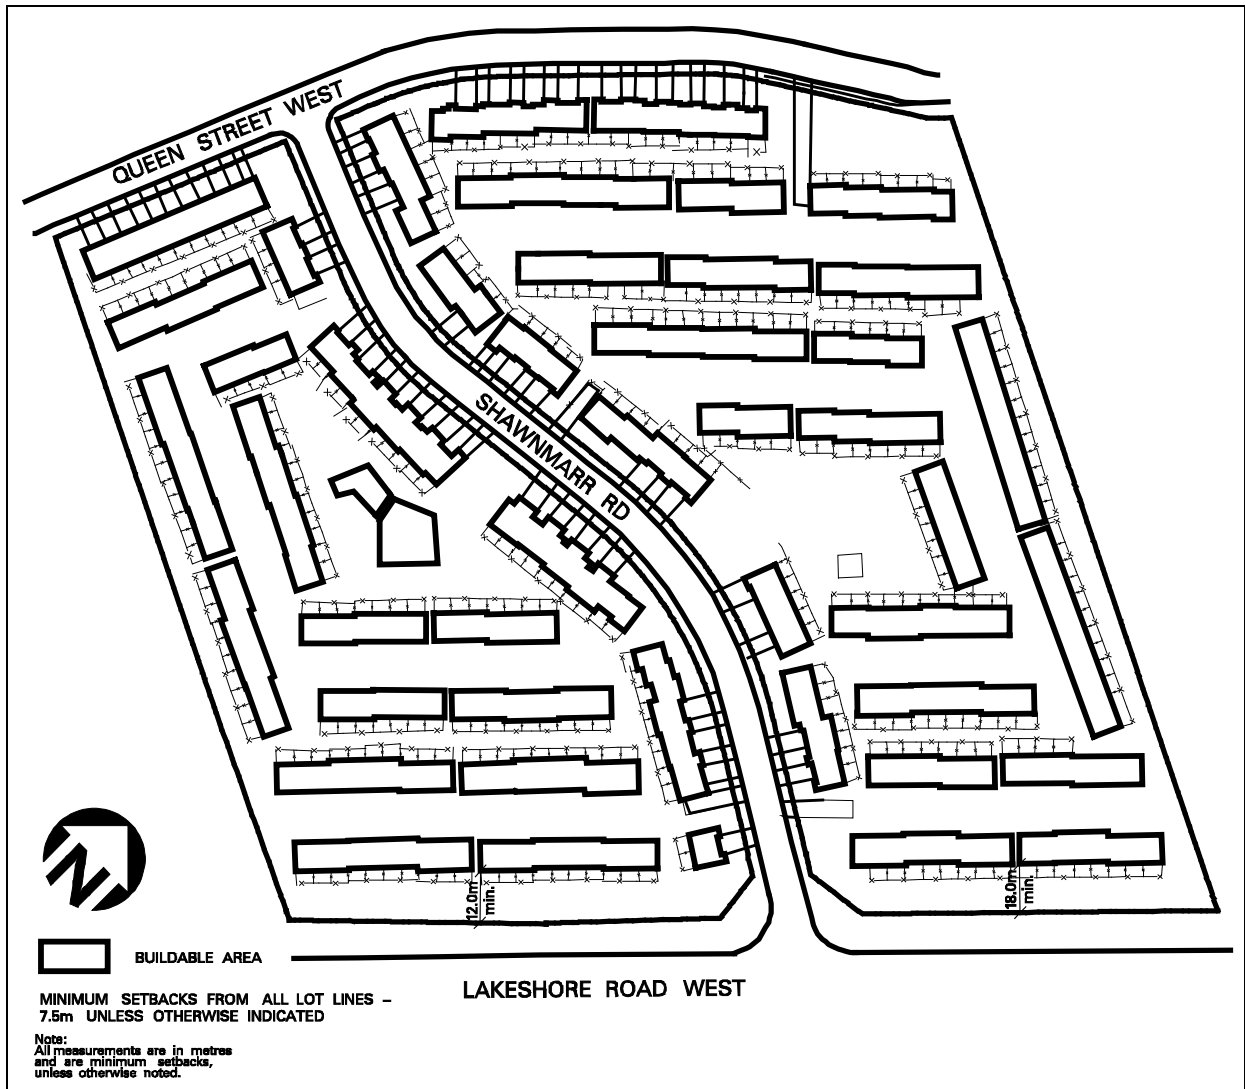 QUEEN STREET WEST
SHAWNMARR RD
12.0m
min.
18.0m
min.
N
BUILDABLE AREA
LAKESHORE ROAD WEST
MINIMUM SETBACKS FROM ALL LOT LINES –
7.5m UNLESS OTHERWISE INDICATED
Note:
All measurements are in metres
and are minimum setbacks,
unless otherwise noted.